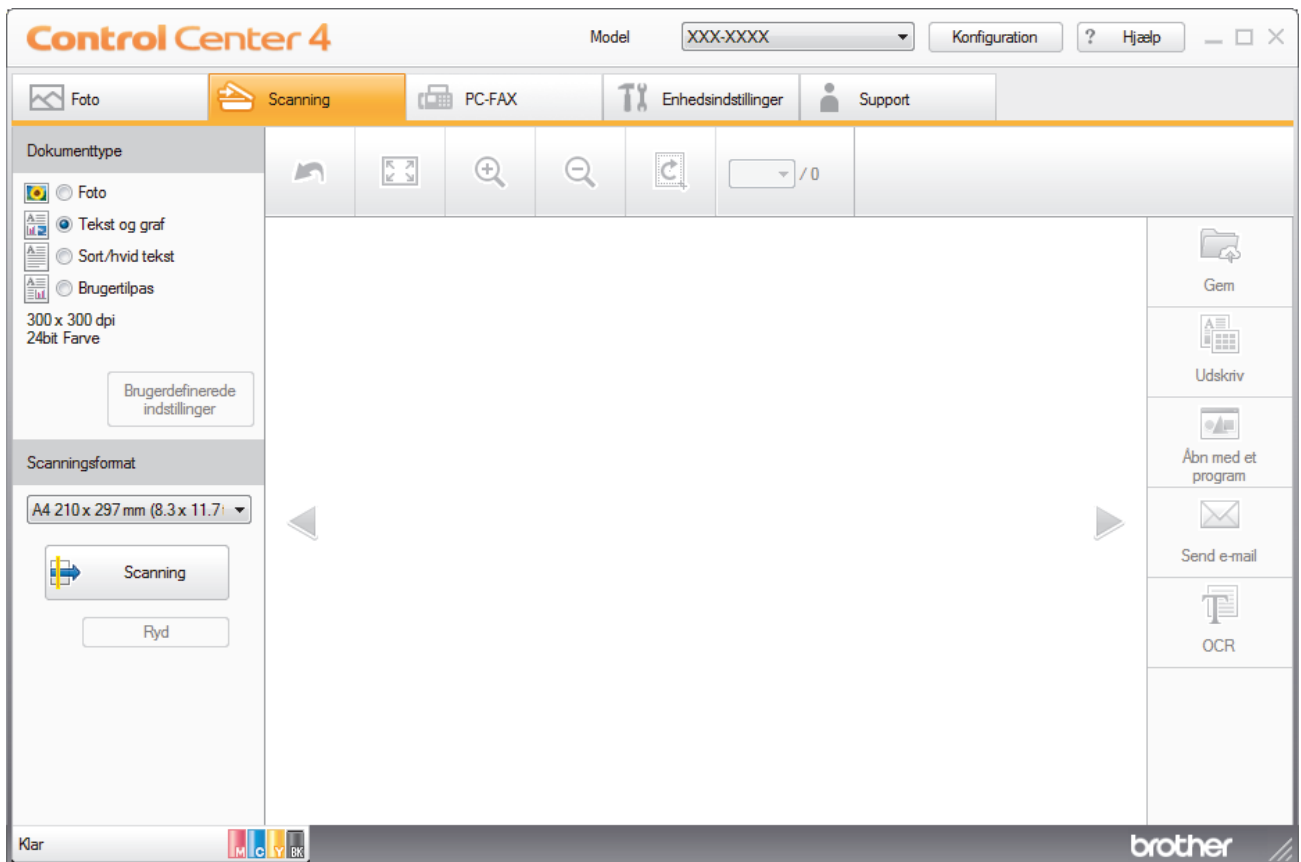 Control Center 4
Model XXX-XXXX Konfiguration ? Hjælp
Foto Scanning PC-FAX Enhedsindstillinger Support
Dokumenttype
/ 0
Foto
Tekst og graf
Sort/hvid tekst
Brugertilpas
300 x 300 dpi
24bit Farve
Brugerdefinerede
indstillinger
Scanningsformat
A4 210 x 297 mm (8.3 x 11.7
Scanning
Ryd
Gem
Udskriv
Åbn med et
program
Send e-mail
OCR
Klar
M C Y BK
brother